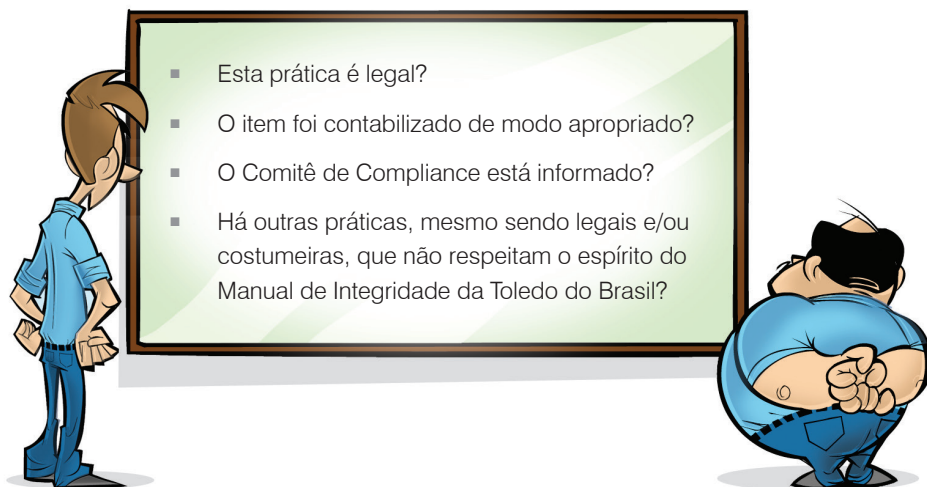 ▪ Esta prática é legal?
▪ O item foi contabilizado de modo apropriado?
▪ O Comitê de Compliance está informado?
▪ Há outras práticas, mesmo sendo legais e/ou
costumeiras, que não respeitam o espírito do
Manual de Integridade da Toledo do Brasil?